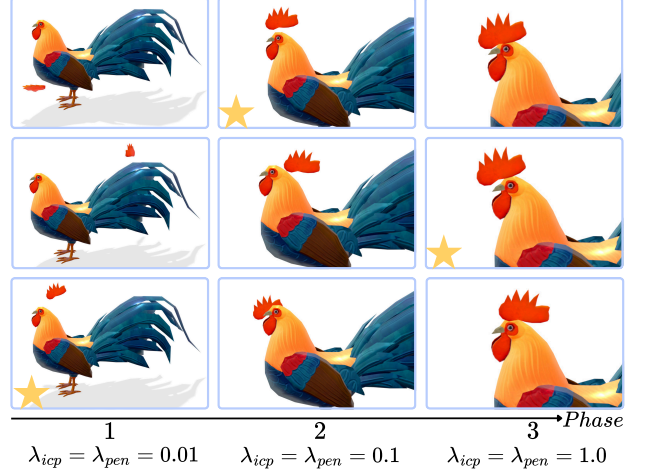 1 2 3 Phase
λ_icp = λ_pen = 0.01 λ_icp = λ_pen = 0.1 λ_icp = λ_pen = 1.0